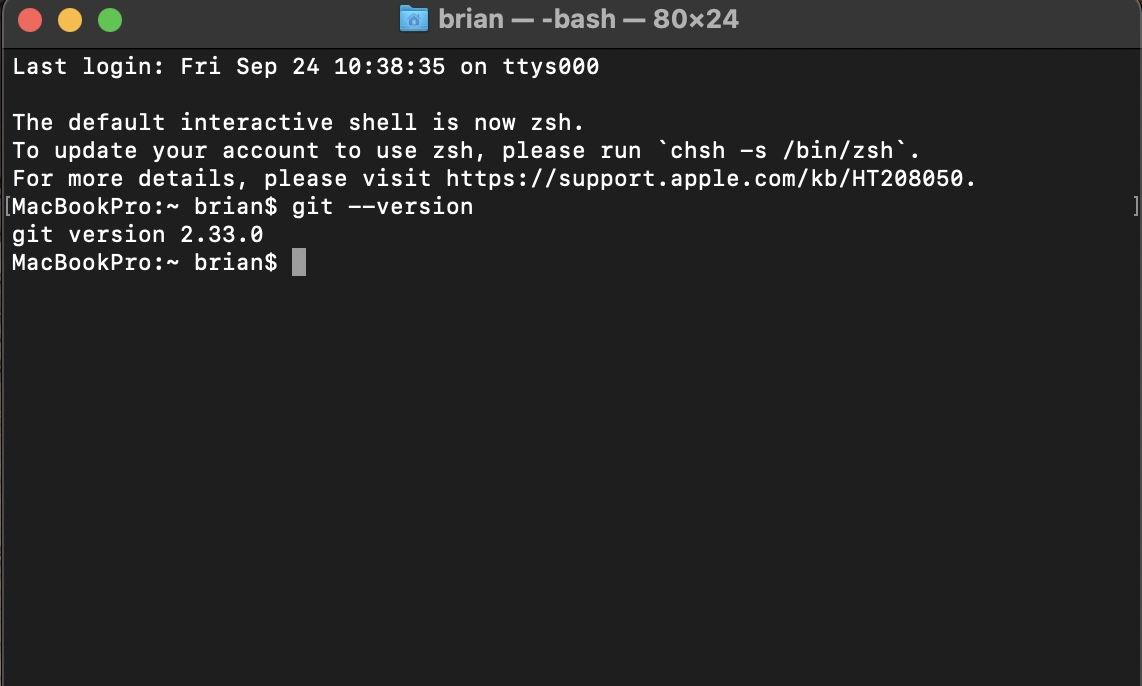 brian — -bash — 80×24
Last login: Fri Sep 24 10:38:35 on ttys000
The default interactive shell is now zsh.
To update your account to use zsh, please run `chsh -s /bin/zsh`.
For more details, please visit https://support.apple.com/kb/HT208050.
[MacBookPro:~ brian$ git --version ]
git version 2.33.0
MacBookPro:~ brian$